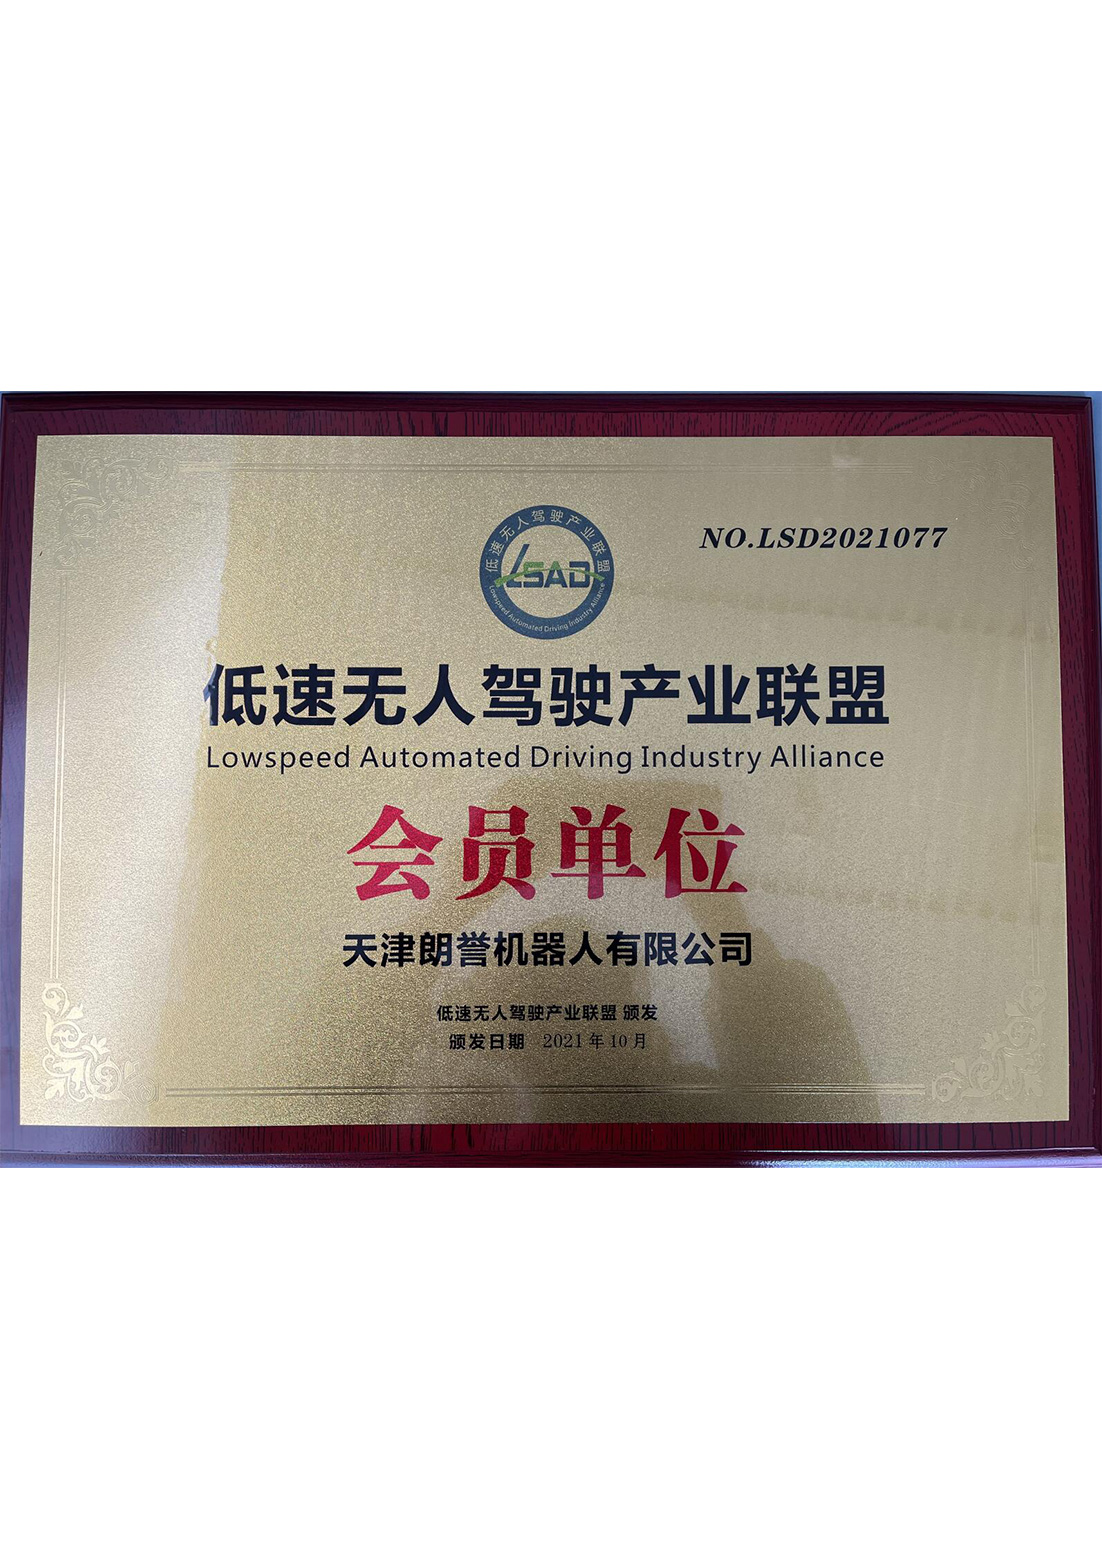 低速无人驾驶产业联盟
LSAD
Lowspeed Automated Driving Industry Alliance
NO.LSD2021077
低速无人驾驶产业联盟
Lowspeed Automated Driving Industry Alliance
会员单位
天津朗誉机器人有限公司
低速无人驾驶产业联盟 颁发
颁发日期 2021年10月